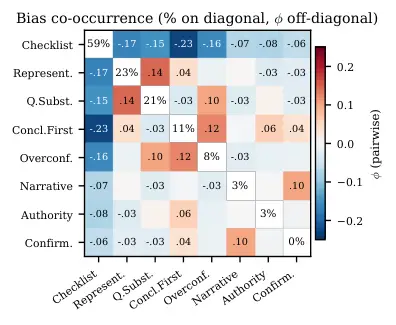 Bias co-occurrence (% on diagonal, ϕ off-diagonal)
Checklist 59% -.17 -.15 -.23 -.16 -.07 -.08 -.06
Represent. -.17 23% .14 .04 -.03 -.03
Q.Subst. -.15 .14 21% -.03 .10 -.03 -.03
Concl.First -.23 .04 -.03 11% .12 .06 .04
Overconf. -.16 .10 .12 8% -.03
Narrative -.07 -.03 -.03 3% .10
Authority -.08 -.03 .06 3%
Confirm. -.06 -.03 -.03 .04 .10 0%
Checklist
Represent.
Q.Subst.
Concl.First
Overconf.
Narrative
Authority
Confirm.
0.2
0.1
0.0
−0.1
−0.2
ϕ (pairwise)